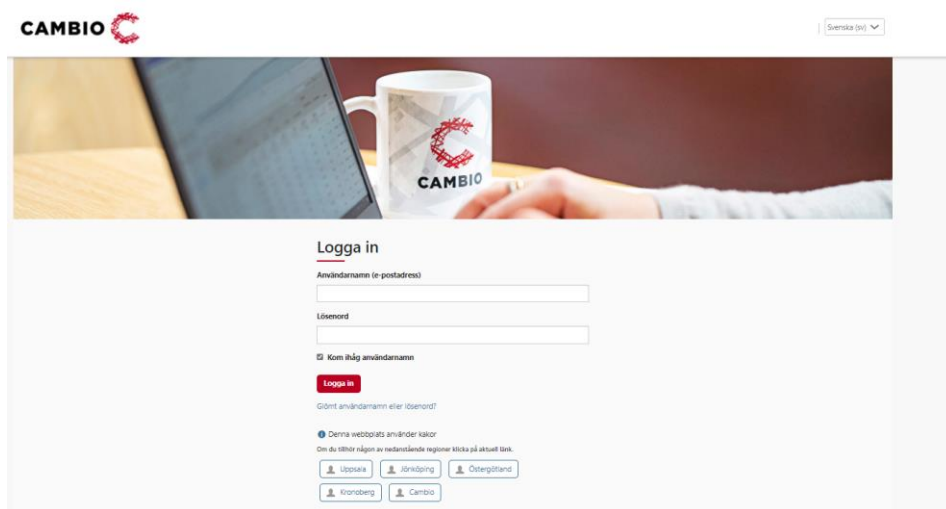 CAMBIO
Svenska (sv)
CAMBIO
Logga in
Användarnamn (e-postadress)
Lösenord
Kom ihåg användarnamn
Logga in
Glömt användarnamn eller lösenord?
Denna webbplats använder kakor
Om du tillhör någon av nedanstående regioner klicka på aktuell länk.
Uppsala
Jönköping
Östergötland
Kronoberg
Cambio